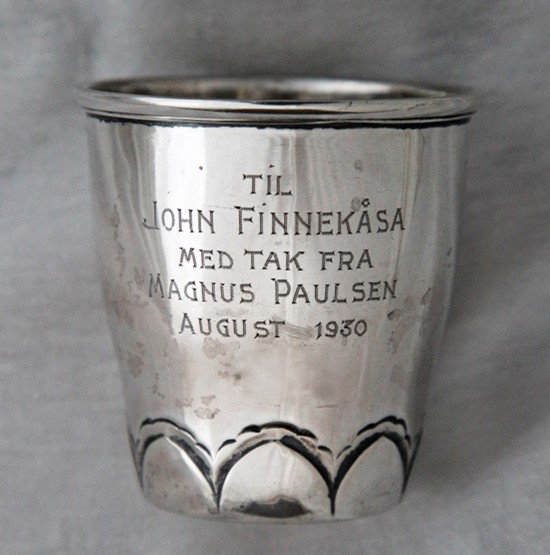 TIL
JOHN FINNEKÅSA
MED TAK FRA
MAGNUS PAULSEN
AUGUST 1930